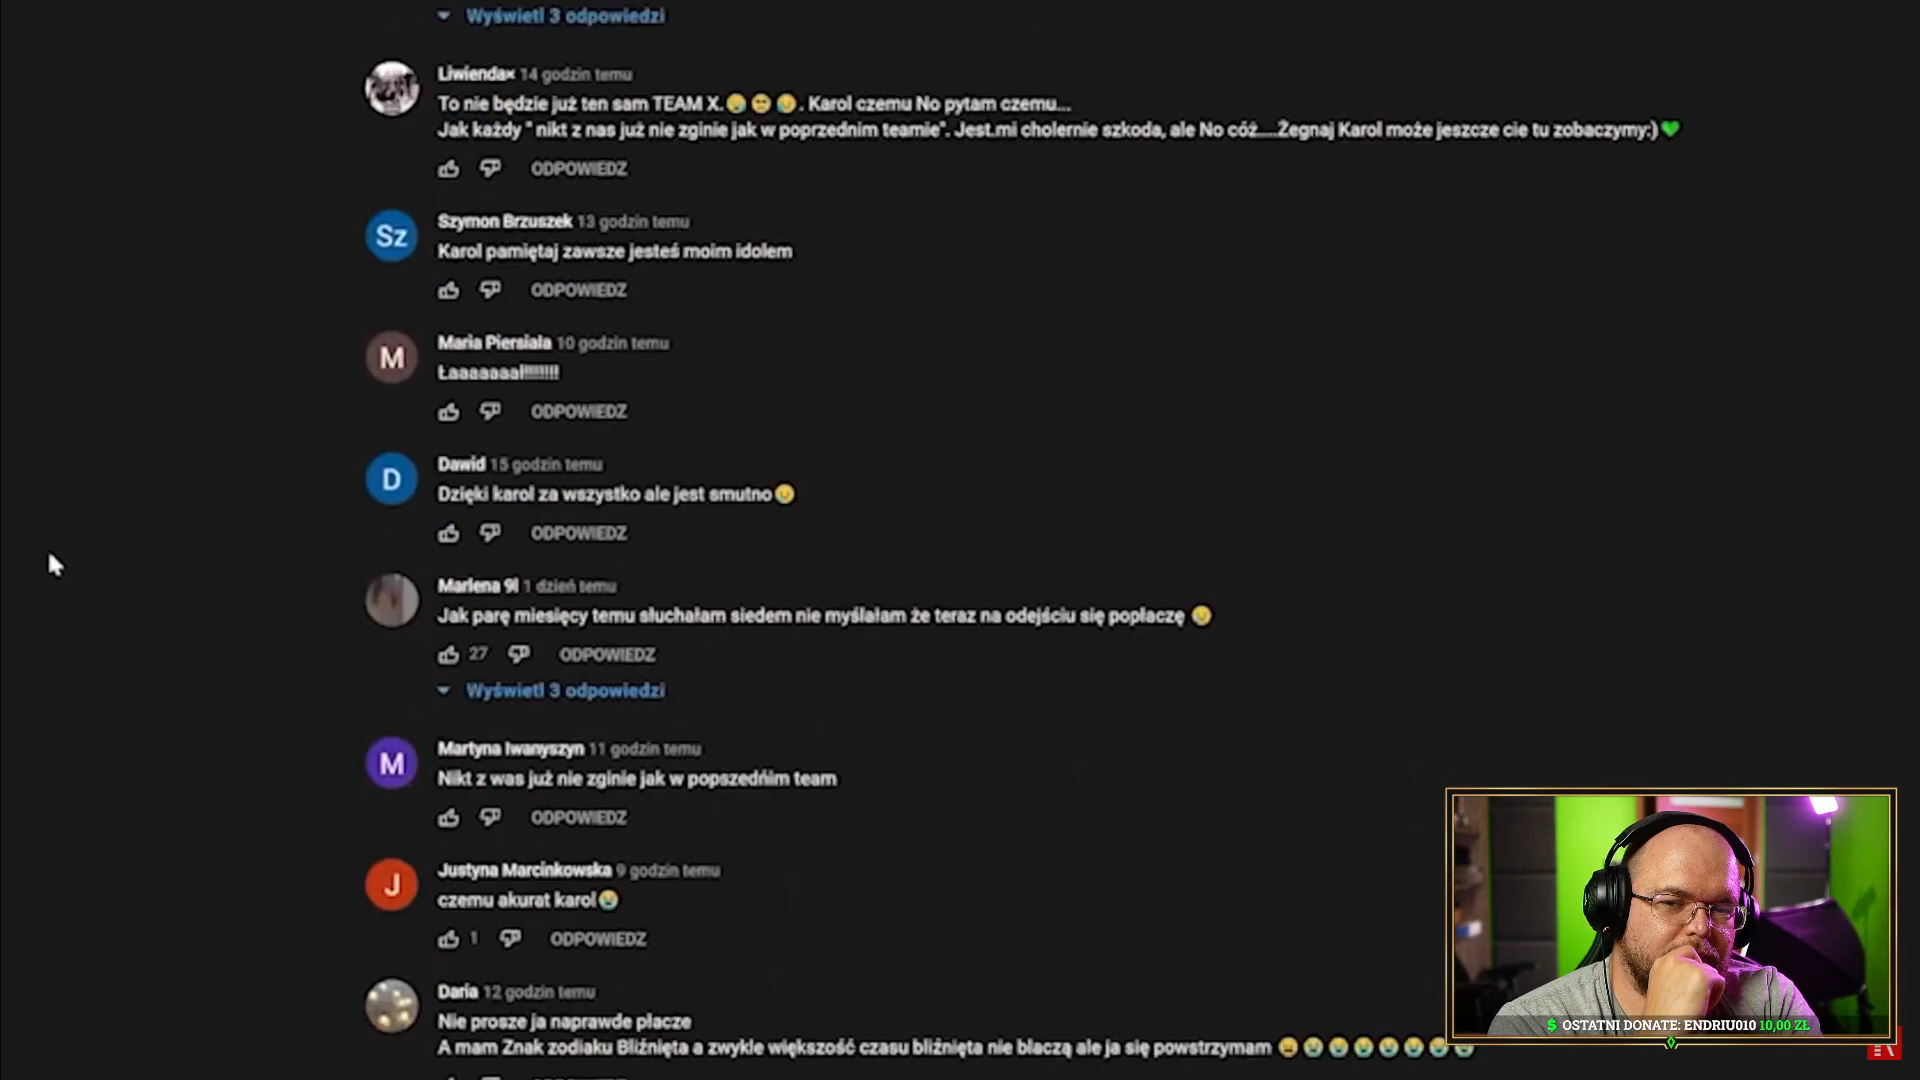 Wyświetl 3 odpowiedzi
Liwienda× 14 godzin temu
To nie będzie już ten sam TEAM X.😭🥺😭. Karol czemu No pytam czemu...
Jak każdy " nikt z nas już nie zginie jak w poprzednim teamie". Jest.mi cholernie szkoda, ale No cóż....Żegnaj Karol może jeszcze cie tu zobaczymy:)💚
ODPOWIEDZ
Sz
Szymon Brzuszek 13 godzin temu
Karol pamiętaj zawsze jesteś moim idolem
ODPOWIEDZ
M
Maria Piersiala 10 godzin temu
ODPOWIEDZ
D
Dawid 15 godzin temu
Dzięki karol za wszystko ale jest smutno😢
ODPOWIEDZ
Marlena 9l 1 dzień temu
Jak parę miesięcy temu słuchałam siedem nie myślałam że teraz na odejściu się popłaczę 😢
27 ODPOWIEDZ
Wyświetl 3 odpowiedzi
M
Martyna Iwanyszyn 11 godzin temu
Nikt z was już nie zginie jak w popszedńim team
ODPOWIEDZ
J
Justyna Marcinkowska 9 godzin temu
czemu akurat karol😭
1 ODPOWIEDZ
Daria 12 godzin temu
Nie prosze ja naprawde płacze
A mam Znak zodiaku Bliźnięta a zwykle większość czasu bliźnięta nie blaczą ale ja się powstrzymam 😄😭😭😭😭😭😭😭
$ OSTATNI DONATE: ENDRIU010 10,00 ZŁ